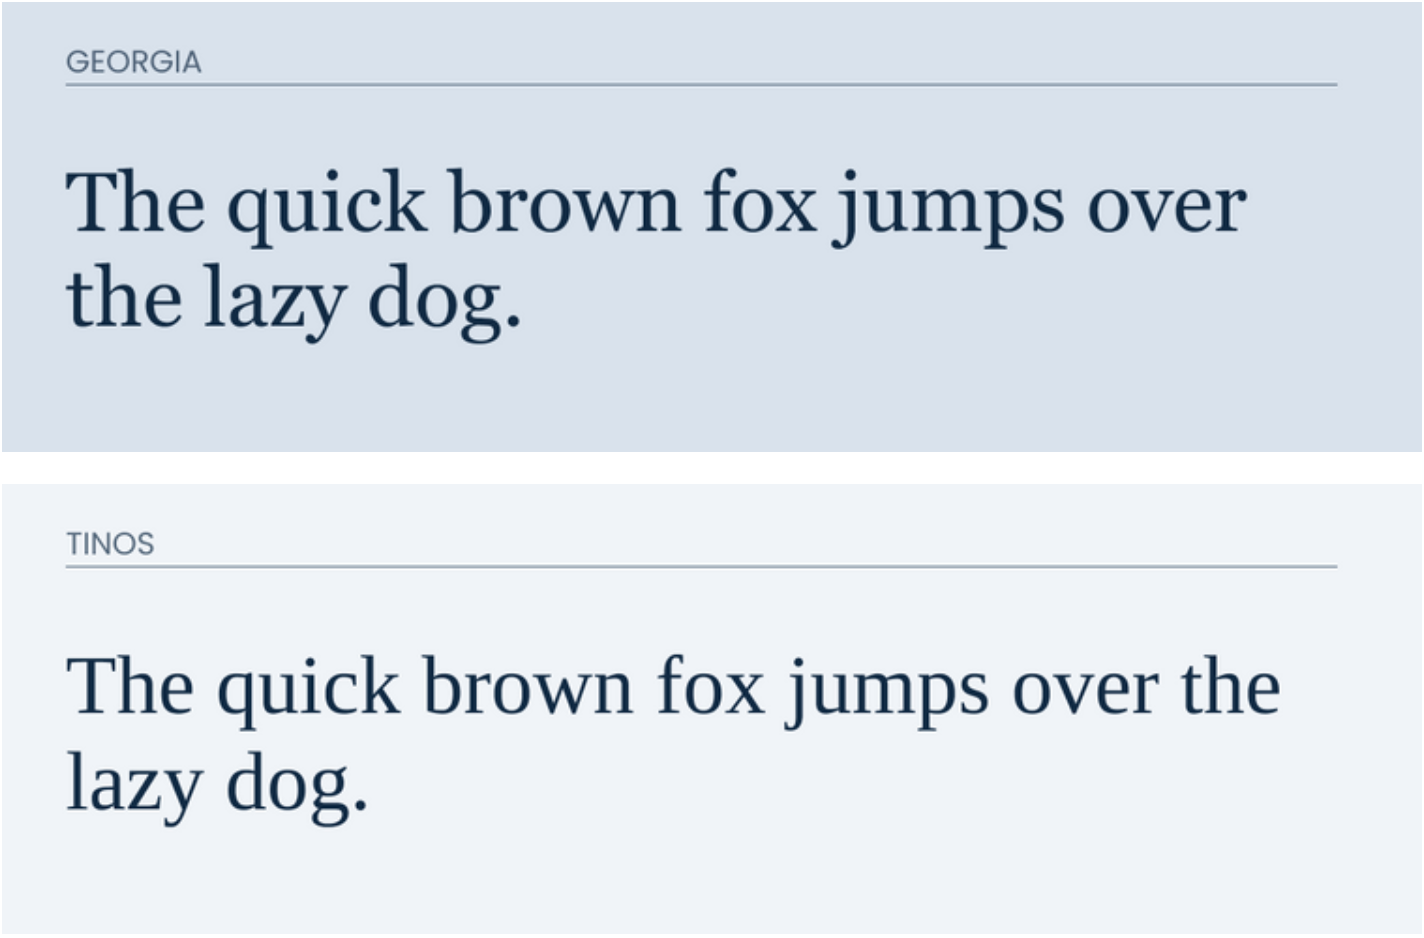 GEORGIA
The quick brown fox jumps over
the lazy dog.
TINOS
The quick brown fox jumps over the
lazy dog.